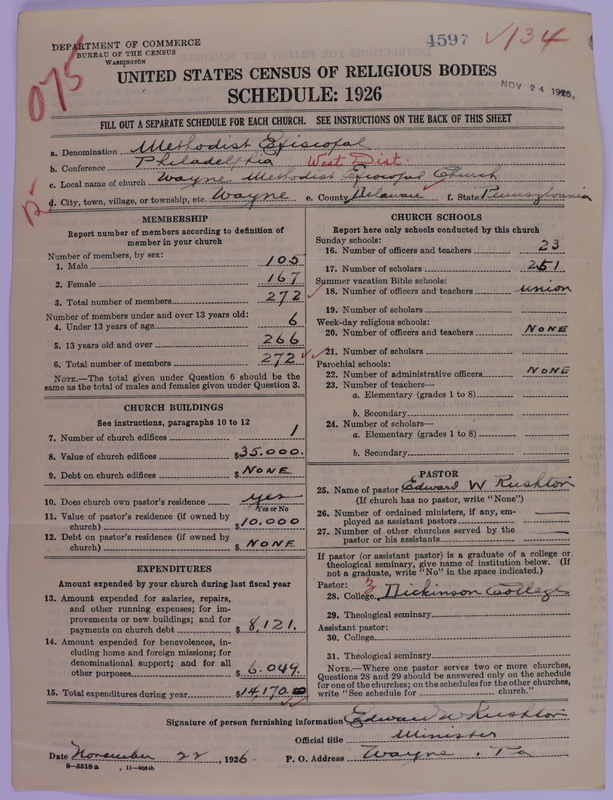 DEPARTMENT OF COMMERCE
BUREAU OF THE CENSUS
WASHINGTON
4597
✓134
075
UNITED STATES CENSUS OF RELIGIOUS BODIES
SCHEDULE: 1926
NOV 24 1926
FILL OUT A SEPARATE SCHEDULE FOR EACH CHURCH. SEE INSTRUCTIONS ON THE BACK OF THIS SHEET
a. Denomination Methodist Episcopal
b. Conference Philadelphia West Dist.
c. Local name of church Wayne Methodist Episcopal Church
d. City, town, village, or township, etc. Wayne e. County Delaware f. State Pennsylvania
MEMBERSHIP
Report number of members according to definition of
member in your church
Number of members, by sex:
1. Male 105
2. Female 167
3. Total number of members 272
Number of members under and over 13 years old:
4. Under 13 years of age 6
5. 13 years old and over 266
6. Total number of members 272 ✓
NOTE.—The total given under Question 6 should be
same as the total of males and females given under Question 3.
CHURCH BUILDINGS
See instructions, paragraphs 10 to 12
7. Number of church edifices 1
8. Value of church edifices $35.000.
9. Debt on church edifices $ NONE
10. Does church own pastor's residence yes
Yes or No
11. Value of pastor's residence (if owned by
church) $10.000
12. Debt on pastor's residence (if owned by
church) $ NONE
EXPENDITURES
Amount expended by your church during last fiscal year
13. Amount expended for salaries, repairs,
and other running expenses; for im-
provements or new buildings; and for
payments on church debt $8,121.
14. Amount expended for benevolences, in-
cluding home and foreign missions; for
denominational support; and for all
other purposes $6.049.
15. Total expenditures during year $14,170.
CHURCH SCHOOLS
Report here only schools conducted by this church
Sunday schools:
16. Number of officers and teachers 23
17. Number of scholars 251
Summer vacation Bible schools:
18. Number of officers and teachers union
19. Number of scholars
Week-day religious schools:
20. Number of officers and teachers NONE
21. Number of scholars
Parochial schools:
22. Number of administrative officers NONE
23. Number of teachers—
a. Elementary (grades 1 to 8)
b. Secondary
24. Number of scholars—
a. Elementary (grades 1 to 8)
b. Secondary
PASTOR
25. Name of pastor Edward W Rushton
(If church has no pastor, write "None")
26. Number of ordained ministers, if any, em-
ployed as assistant pastors —
27. Number of other churches served by the
pastor or his assistants —
If pastor (or assistant pastor) is a graduate of a college or
theological seminary, give name of institution below. (If
not a graduate, write "No" in the space indicated.)
Pastor:
28. College Dickinson College
29. Theological seminary
Assistant pastor:
30. College
31. Theological seminary
NOTE.—Where one pastor serves two or more churches,
Questions 28 and 29 should be answered only on the schedule
for one of the churches; on the schedules for the other churches,
write "See schedule for church."
Signature of person furnishing information Edward W Rushton
Official title Minister
Date November 22, 1926. P. O. Address Wayne. Pa
8—5518a 11—9054b